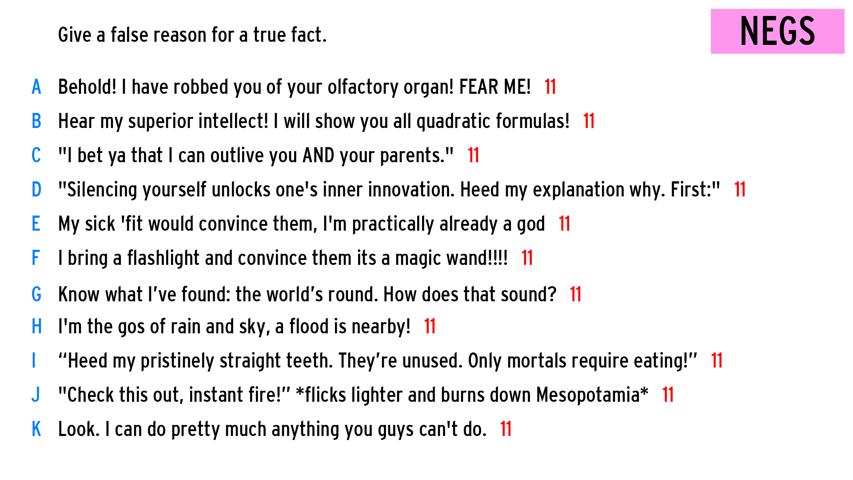 Give a false reason for a true fact.
NEGS
A Behold! I have robbed you of your olfactory organ! FEAR ME! 11
B Hear my superior intellect! I will show you all quadratic formulas! 11
C "I bet ya that I can outlive you AND your parents." 11
D "Silencing yourself unlocks one's inner innovation. Heed my explanation why. First:" 11
E My sick 'fit would convince them, I'm practically already a god 11
F I bring a flashlight and convince them its a magic wand!!!! 11
G Know what I’ve found: the world’s round. How does that sound? 11
H I'm the gos of rain and sky, a flood is nearby! 11
I “Heed my pristinely straight teeth. They’re unused. Only mortals require eating!” 11
J "Check this out, instant fire!” *flicks lighter and burns down Mesopotamia* 11
K Look. I can do pretty much anything you guys can't do. 11